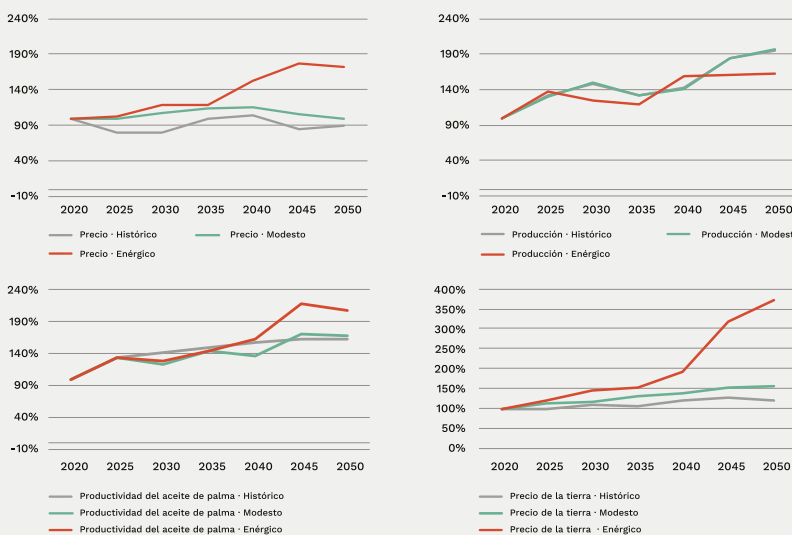 240%
190%
140%
90%
40%
-10%
2020 2025 2030 2035 2040 2045 2050
Precio · Histórico Precio · Modesto
Precio · Enérgico
240%
190%
140%
90%
40%
-10%
2020 2025 2030 2035 2040 2045 2050
Producción · Histórico Producción · Modest
Producción · Enérgico
240%
190%
140%
90%
40%
-10%
2020 2025 2030 2035 2040 2045 2050
Productividad del aceite de palma · Histórico
Productividad del aceite de palma · Modesto
Productividad del aceite de palma · Enérgico
400%
350%
300%
250%
200%
150%
100%
50%
0%
2020 2025 2030 2035 2040 2045 2050
Precio de la tierra · Histórico
Precio de la tierra · Modesto
Precio de la tierra · Enérgico